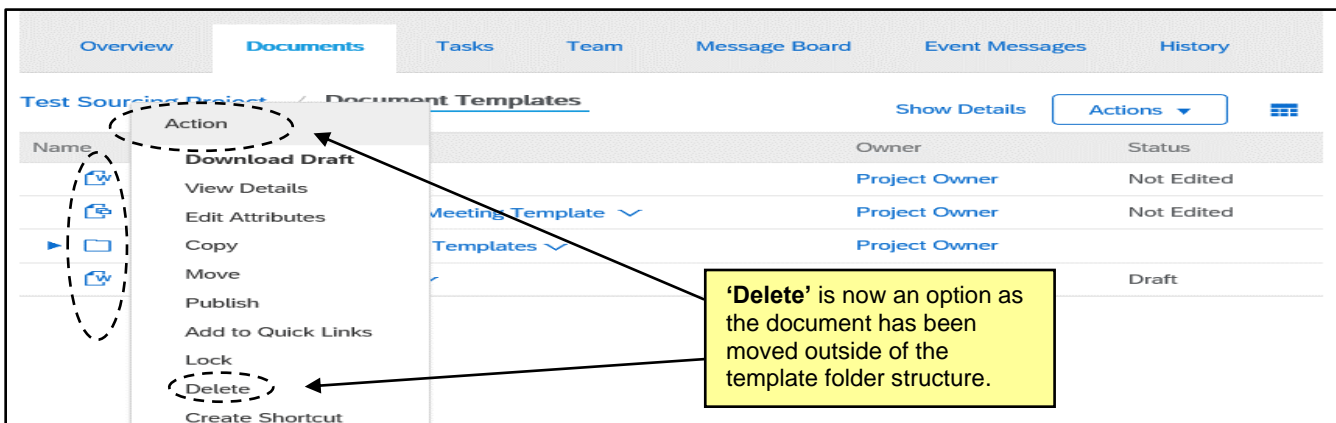 Overview Documents Tasks Team Message Board Event Messages History
Test Sourcing Project / Document Templates Show Details Actions
Action
Name Owner Status
Download Draft
Project Owner Not Edited
View Details
Edit Attributes Meeting Template Project Owner Not Edited
Copy Templates Project Owner
Move Draft
Publish
Add to Quick Links
Lock
Delete
Create Shortcut
‘Delete’ is now an option as
the document has been
moved outside of the
template folder structure.